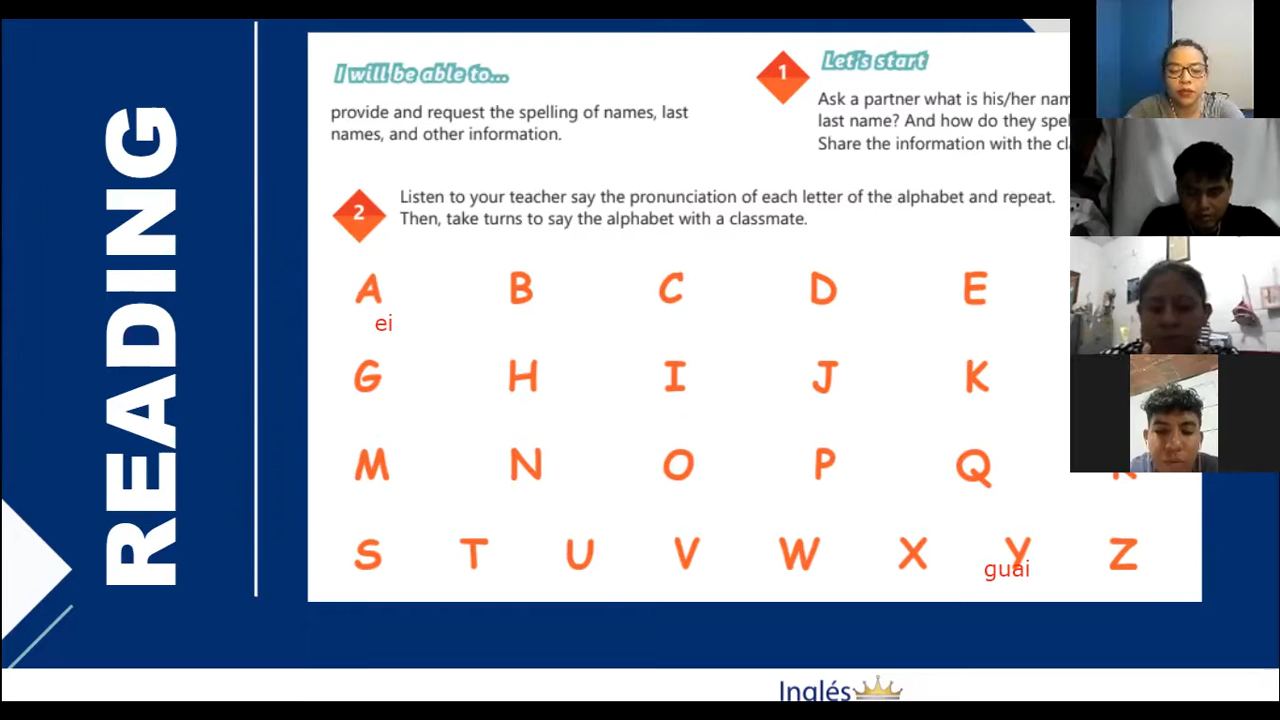 READING
I will be able to...
provide and request the spelling of names, last
names, and other information.
1
Let's start
Ask a partner what is his/her
last name? And how do they
Share the information with the
2
Listen to your teacher say the pronunciation of each letter of the alphabet and repeat.
Then, take turns to say the alphabet with a classmate.
A B C D E
ei
G H I J K
M N O P Q
S T U V W X Y Z
guai
Inglés